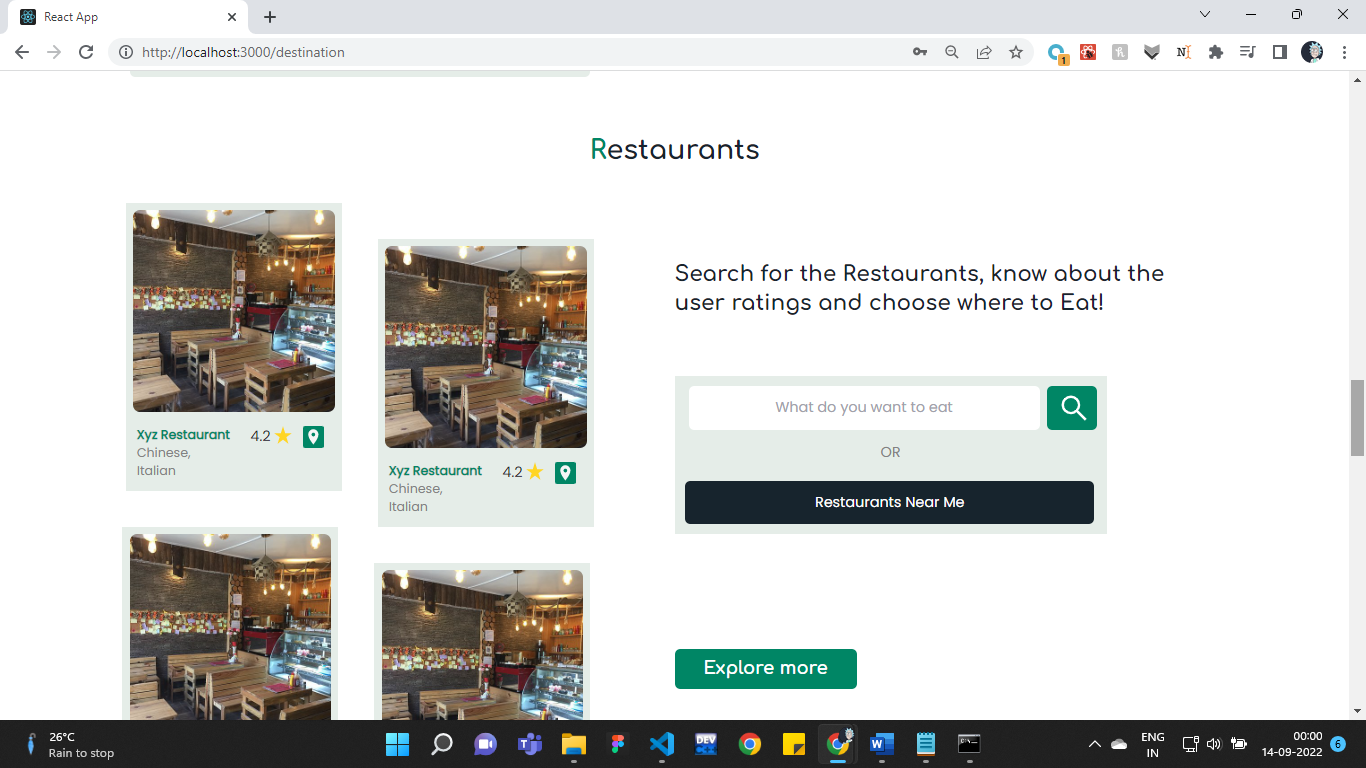 React App
http://localhost:3000/destination
1
Restaurants
Xyz Restaurant 4.2
Chinese,
Italian
Xyz Restaurant 4.2
Chinese,
Italian
Search for the Restaurants, know about the
user ratings and choose where to Eat!
What do you want to eat
OR
Restaurants Near Me
Explore more
26°C
Rain to stop
DEV
ENG
IN
00:00
14-09-2022
6